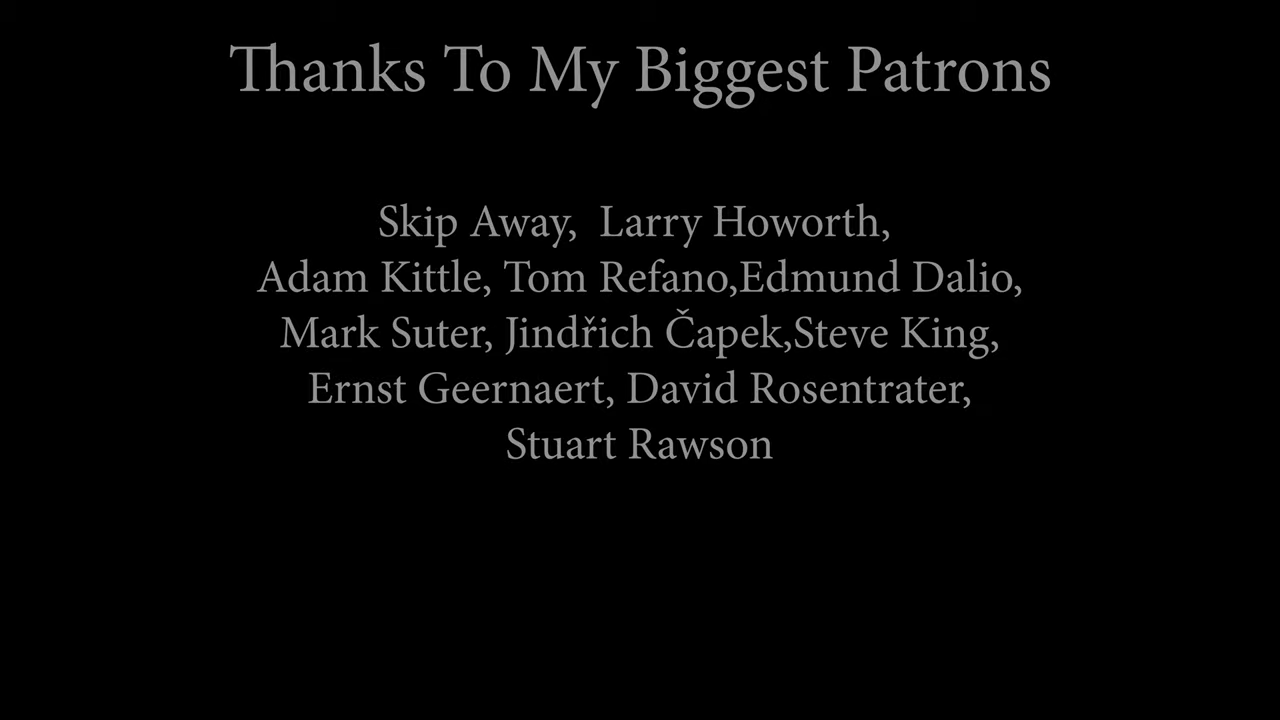 Thanks To My Biggest Patrons
Skip Away,  Larry Howorth,
Adam Kittle, Tom Refano,Edmund Dalio,
Mark Suter, Jindřich Čapek,Steve King,
Ernst Geernaert, David Rosentrater,
Stuart Rawson